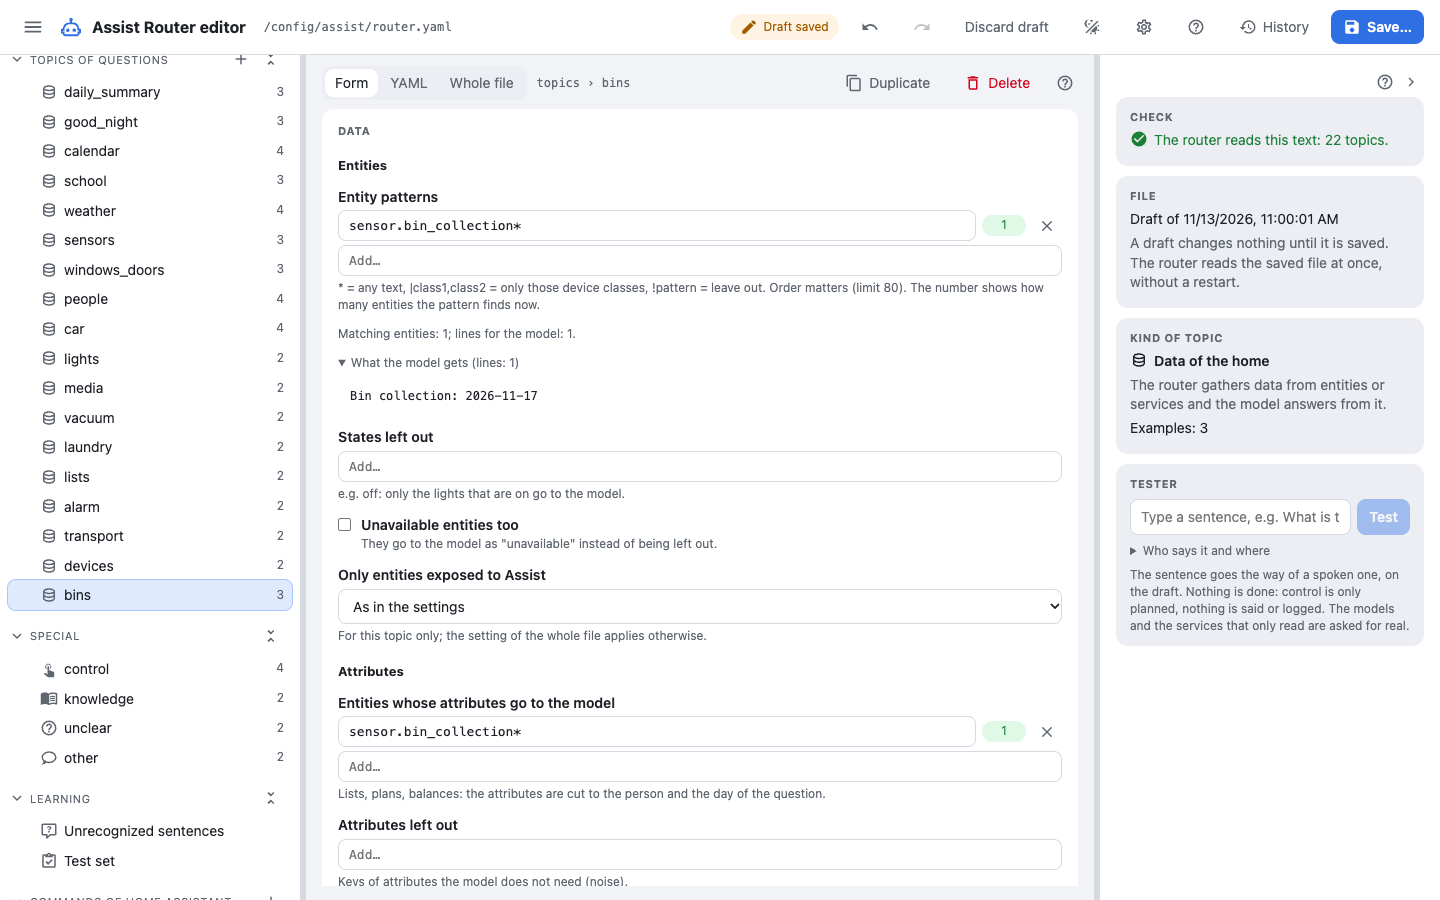 Assist Router editor
/config/assist/router.yaml
Draft saved
Discard draft
History
Save...
TOPICS OF QUESTIONS
daily_summary 3
good_night 3
calendar 4
school 3
weather 4
sensors 3
windows_doors 3
people 4
car 4
lights 2
media 2
vacuum 2
laundry 2
lists 2
alarm 2
transport 2
devices 2
bins 3
SPECIAL
control 4
knowledge 2
unclear 2
other 2
LEARNING
Unrecognized sentences
Test set
COMMANDS OF HOME ASSISTANT
Form YAML Whole file topics › bins
Duplicate Delete
DATA
Entities
Entity patterns
sensor.bin_collection* 1
Add…
* = any text, |class1,class2 = only those device classes, !pattern = leave out. Order matters (limit 80). The number shows how
many entities the pattern finds now.
Matching entities: 1; lines for the model: 1.
What the model gets (lines: 1)
Bin collection: 2026-11-17
States left out
Add…
e.g. off: only the lights that are on go to the model.
Unavailable entities too
They go to the model as "unavailable" instead of being left out.
Only entities exposed to Assist
As in the settings
For this topic only; the setting of the whole file applies otherwise.
Attributes
Entities whose attributes go to the model
sensor.bin_collection* 1
Add…
Lists, plans, balances: the attributes are cut to the person and the day of the question.
Attributes left out
Add…
Keys of attributes the model does not need (noise).
CHECK
The router reads this text: 22 topics.
FILE
Draft of 11/13/2026, 11:00:01 AM
A draft changes nothing until it is saved.
The router reads the saved file at once,
without a restart.
KIND OF TOPIC
Data of the home
The router gathers data from entities or
services and the model answers from it.
Examples: 3
TESTER
Type a sentence, e.g. What is t
Test
Who says it and where
The sentence goes the way of a spoken one, on
the draft. Nothing is done: control is only
planned, nothing is said or logged. The models
and the services that only read are asked for real.